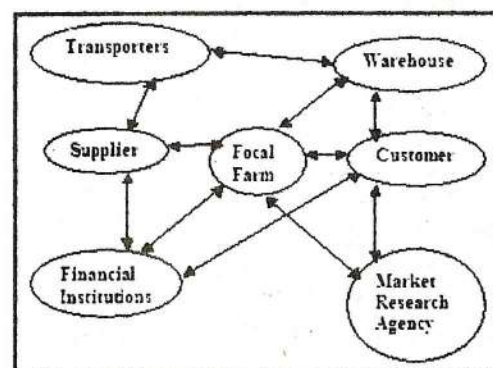 Transporters
Warehouse
Supplier
Focal
Farm
Customer
Financial
Institutions
Market
Research
Agency